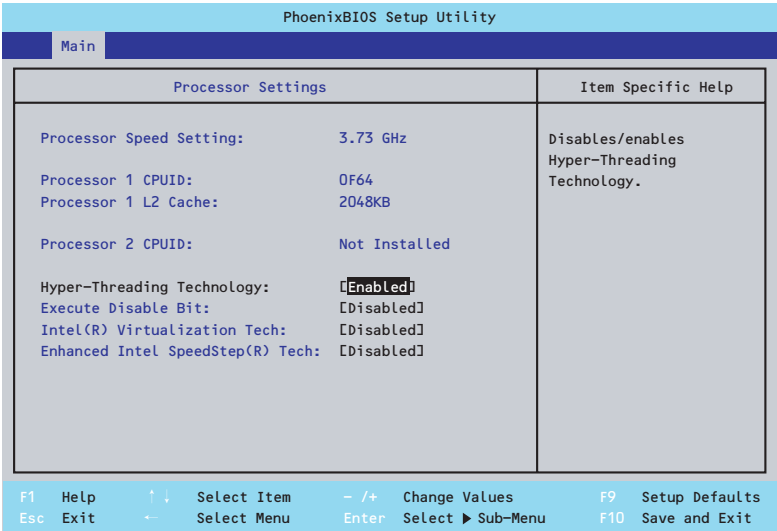 PhoenixBIOS Setup Utility
Main
Processor Settings
Item Specific Help
Processor Speed Setting: 3.73 GHz
Processor 1 CPUID: 0F64
Processor 1 L2 Cache: 2048KB
Processor 2 CPUID: Not Installed
Hyper-Threading Technology: [Enabled]
Execute Disable Bit: [Disabled]
Intel(R) Virtualization Tech: [Disabled]
Enhanced Intel SpeedStep(R) Tech: [Disabled]
Disables/enables
Hyper-Threading
Technology.
F1 Help ↑↓ Select Item - /+ Change Values F9 Setup Defaults
Esc Exit ← Select Menu Enter Select ▶ Sub-Menu F10 Save and Exit